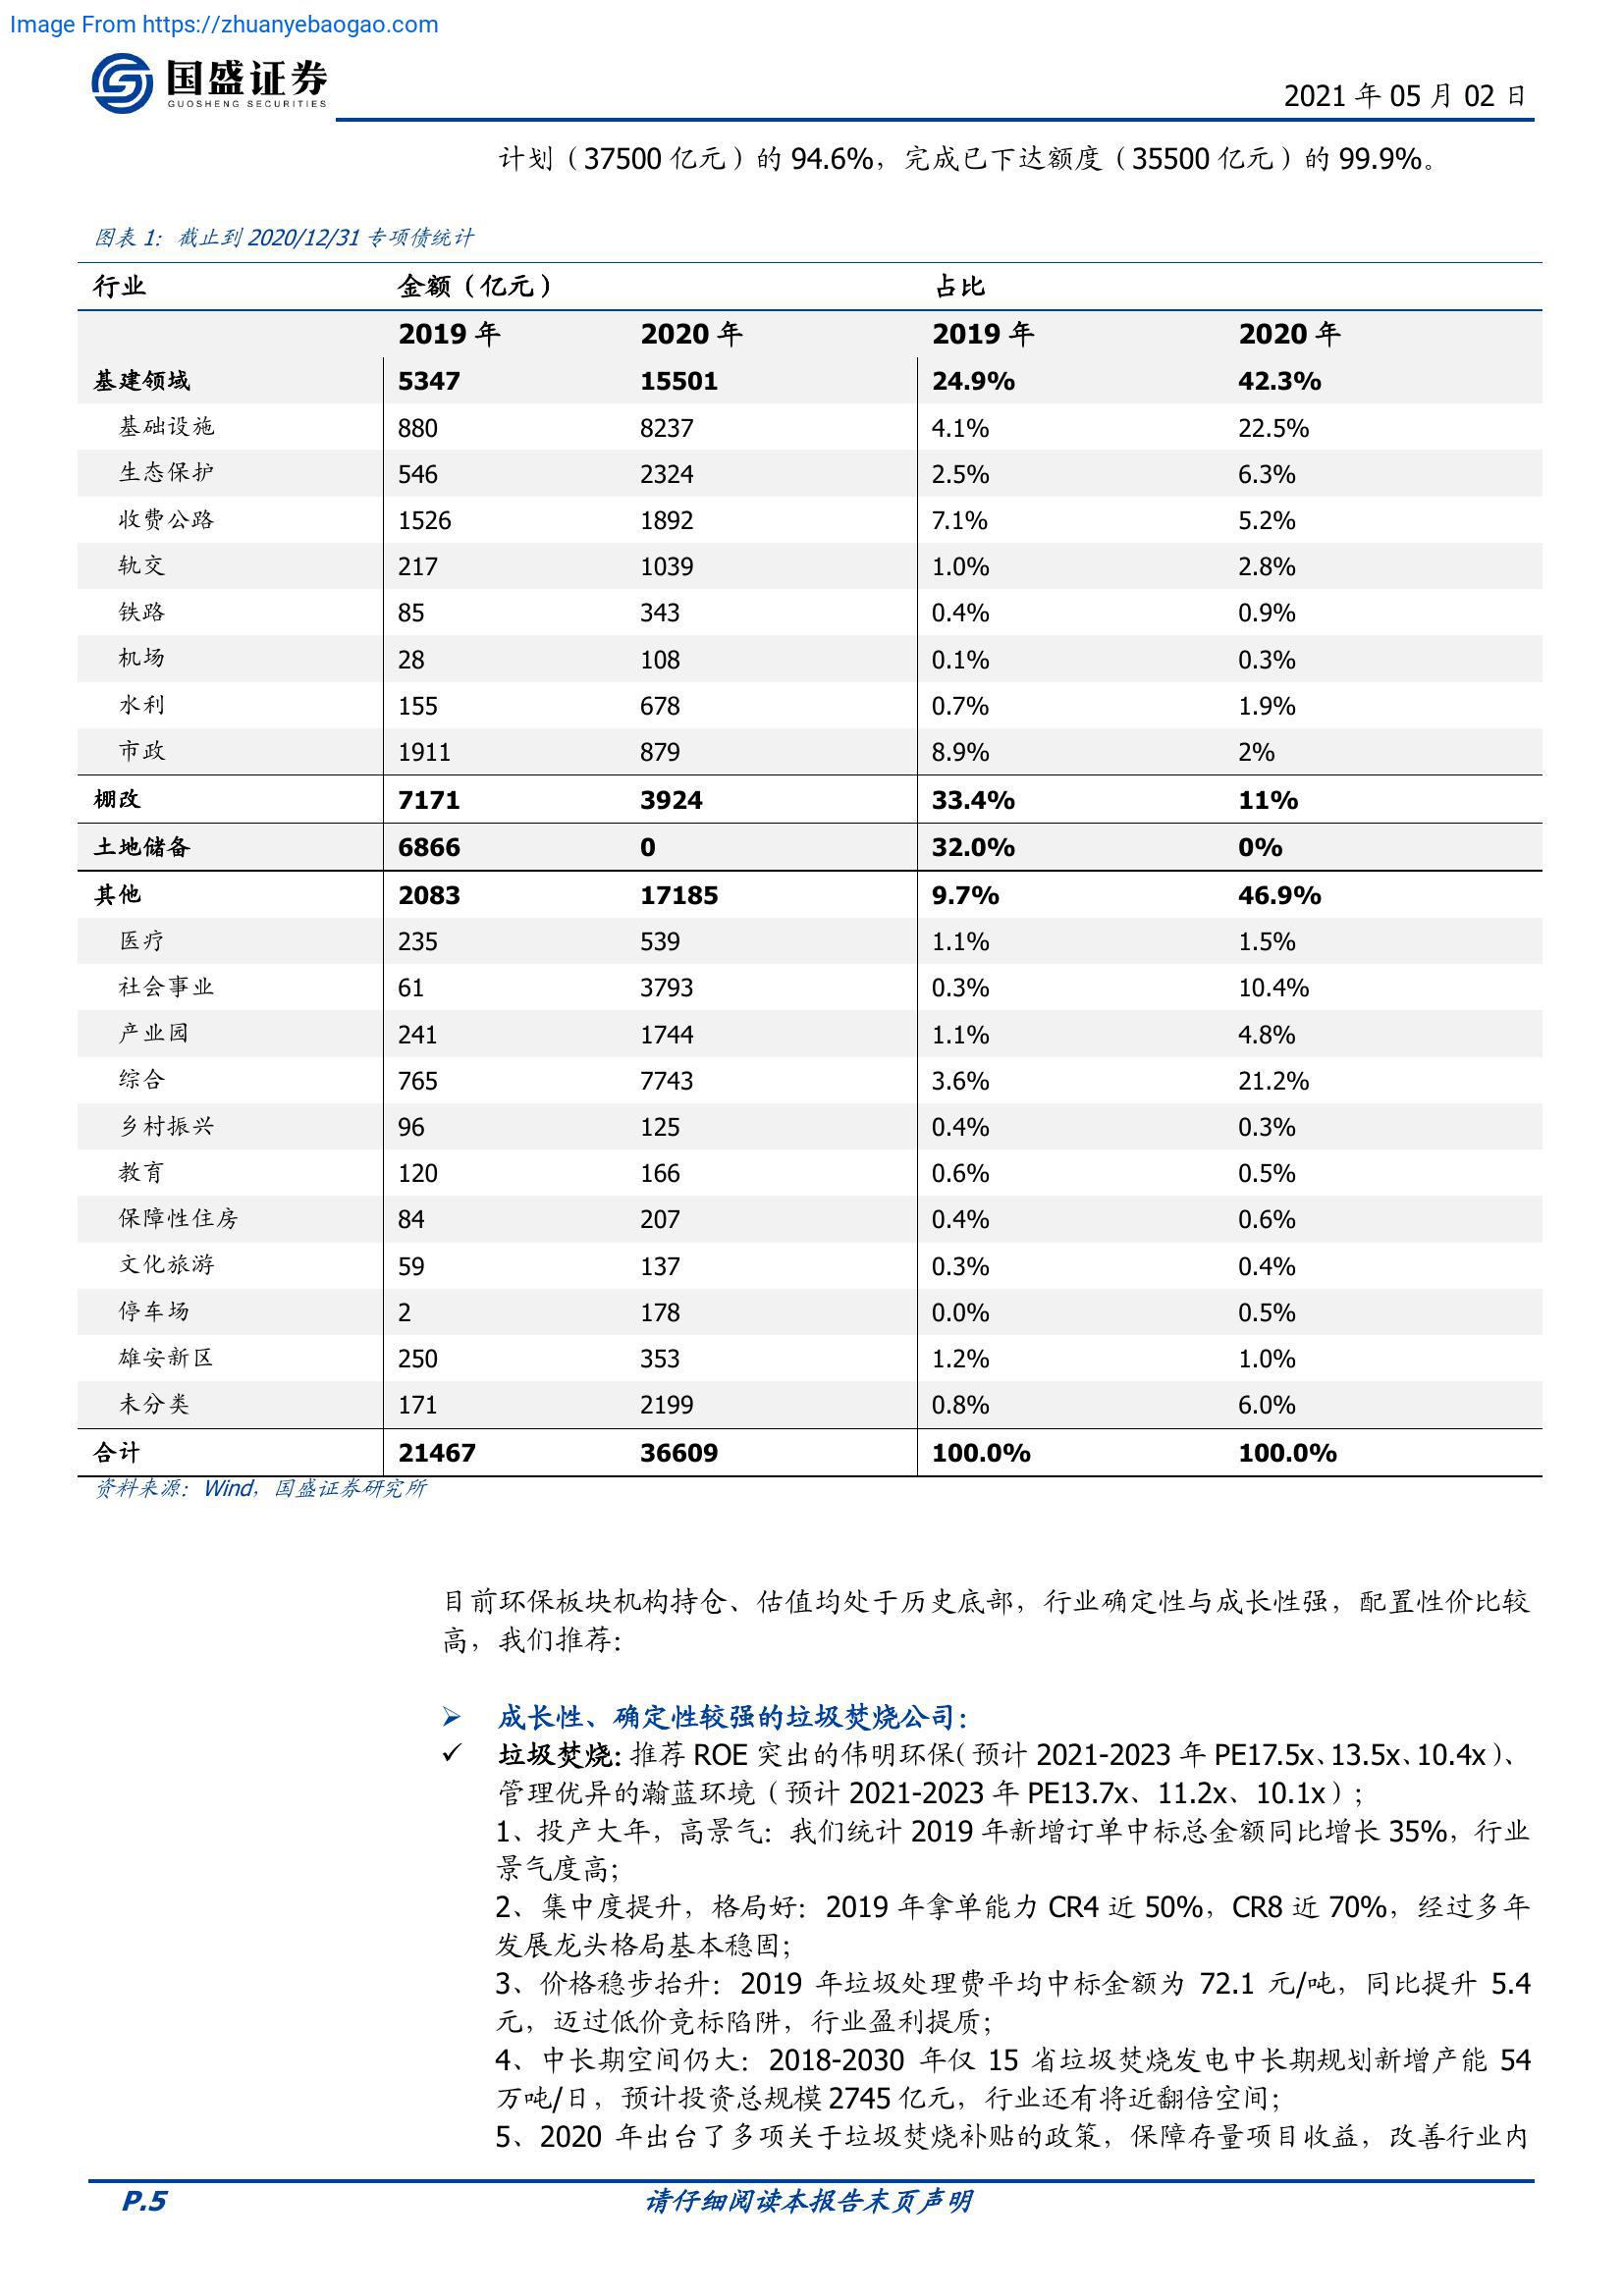 Image From https://zhuanyebaogao.com
国盛证券
GUOSHENG SECURITIES
2021 年 05 月 02 日
计划（37500 亿元）的 94.6%，完成已下达额度（35500 亿元）的 99.9%。
图表 1：截止到 2020/12/31 专项债统计
行业 金额（亿元） 占比
2019 年 2020 年 2019 年 2020 年
基建领域 5347 15501 24.9% 42.3%
基础设施 880 8237 4.1% 22.5%
生态保护 546 2324 2.5% 6.3%
收费公路 1526 1892 7.1% 5.2%
轨交 217 1039 1.0% 2.8%
铁路 85 343 0.4% 0.9%
机场 28 108 0.1% 0.3%
水利 155 678 0.7% 1.9%
市政 1911 879 8.9% 2%
棚改 7171 3924 33.4% 11%
土地储备 6866 0 32.0% 0%
其他 2083 17185 9.7% 46.9%
医疗 235 539 1.1% 1.5%
社会事业 61 3793 0.3% 10.4%
产业园 241 1744 1.1% 4.8%
综合 765 7743 3.6% 21.2%
乡村振兴 96 125 0.4% 0.3%
教育 120 166 0.6% 0.5%
保障性住房 84 207 0.4% 0.6%
文化旅游 59 137 0.3% 0.4%
停车场 2 178 0.0% 0.5%
雄安新区 250 353 1.2% 1.0%
未分类 171 2199 0.8% 6.0%
合计 21467 36609 100.0% 100.0%
资料来源：Wind，国盛证券研究所
目前环保板块机构持仓、估值均处于历史底部，行业确定性与成长性强，配置性价比较
高，我们推荐：
➢ 成长性、确定性较强的垃圾焚烧公司：
✓ 垃圾焚烧：推荐 ROE 突出的伟明环保（预计 2021-2023 年 PE17.5x、13.5x、10.4x）、
管理优异的瀚蓝环境（预计 2021-2023 年 PE13.7x、11.2x、10.1x）；
1、投产大年，高景气：我们统计 2019 年新增订单中标总金额同比增长 35%，行业
景气度高；
2、集中度提升，格局好：2019 年拿单能力 CR4 近 50%，CR8 近 70%，经过多年
发展龙头格局基本稳固；
3、价格稳步抬升：2019 年垃圾处理费平均中标金额为 72.1 元/吨，同比提升 5.4
元，迈过低价竞标陷阱，行业盈利提质；
4、中长期空间仍大：2018-2030 年仅 15 省垃圾焚烧发电中长期规划新增产能 54
万吨/日，预计投资总规模 2745 亿元，行业还有将近翻倍空间；
5、2020 年出台了多项关于垃圾焚烧补贴的政策，保障存量项目收益，改善行业内
P.5 请仔细阅读本报告末页声明